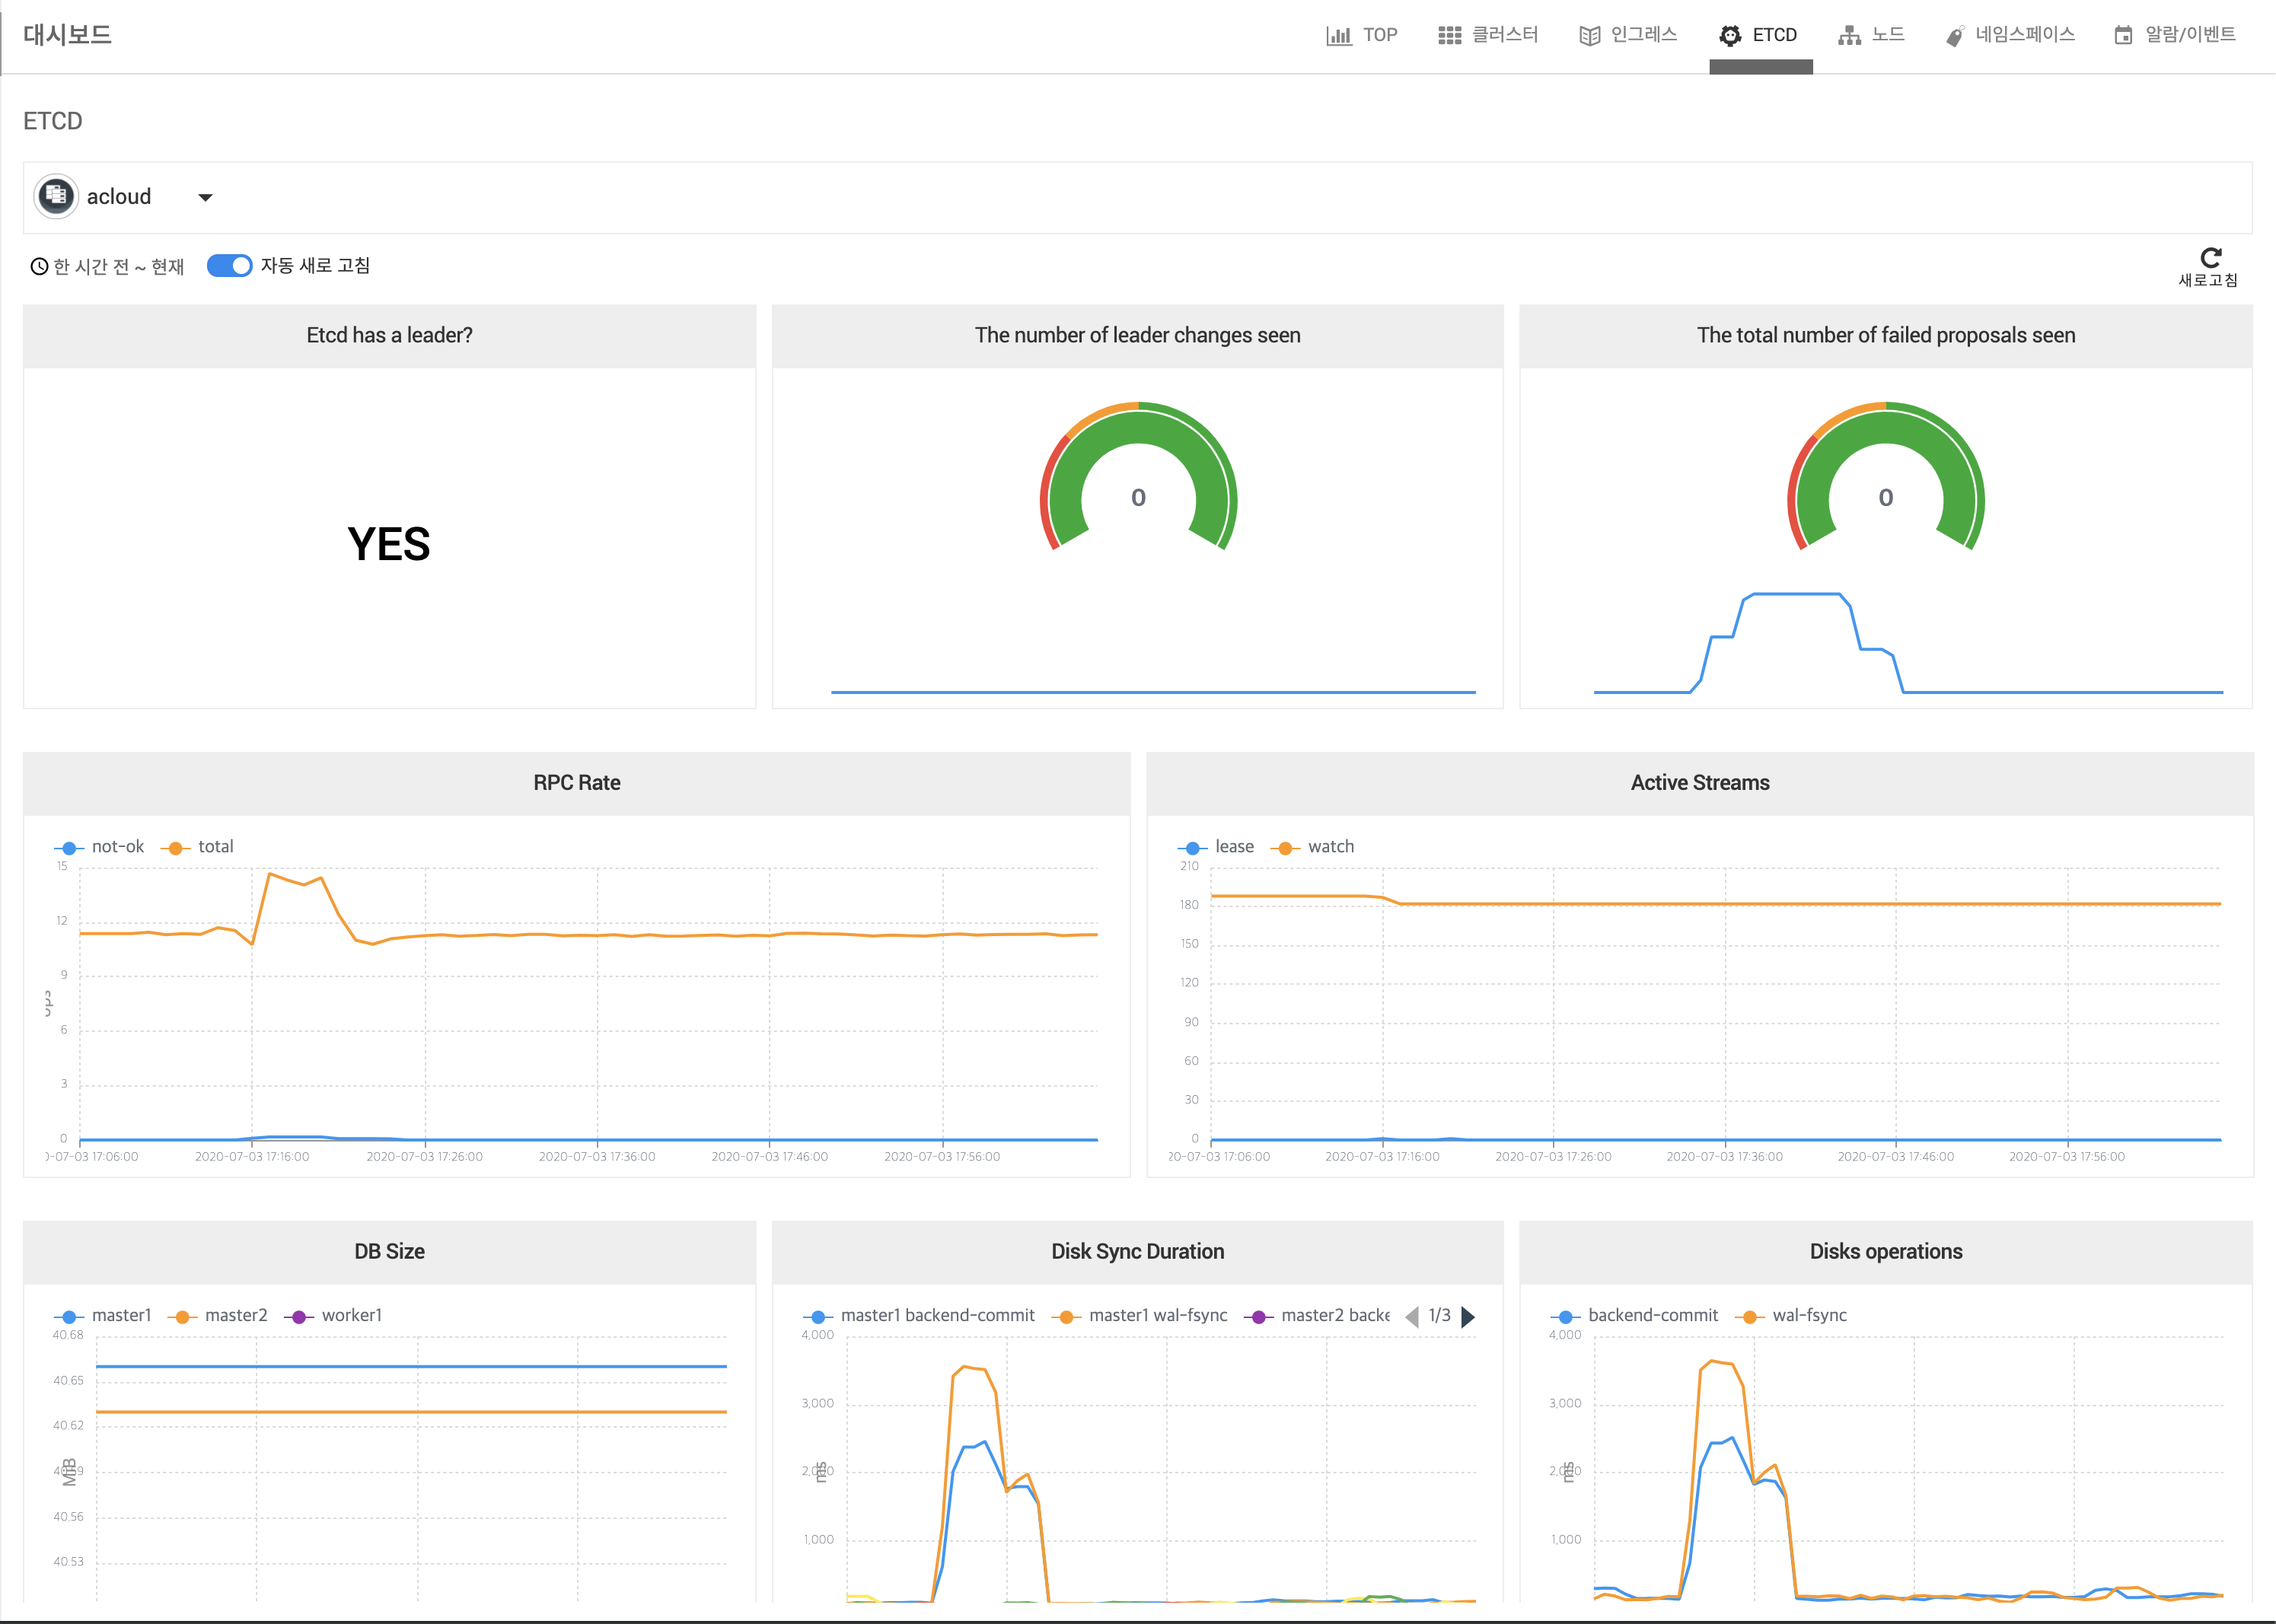 대시보드
TOP 클러스터 인그레스 ETCD 노드 네임스페이스 알람/이벤트
ETCD
acloud
한 시간 전 ~ 현재 자동 새로 고침
새로고침
Etcd has a leader?
YES
The number of leader changes seen
0
The total number of failed proposals seen
0
RPC Rate
not-ok total
15
12
9
6
3
0
0-07-03 17:06:00 2020-07-03 17:16:00 2020-07-03 17:26:00 2020-07-03 17:36:00 2020-07-03 17:46:00 2020-07-03 17:56:00
Active Streams
lease watch
210
180
150
120
90
60
30
0
20-07-03 17:06:00 2020-07-03 17:16:00 2020-07-03 17:26:00 2020-07-03 17:36:00 2020-07-03 17:46:00 2020-07-03 17:56:00
DB Size
master1 master2 worker1
40.68
40.65
40.62
MiB
40.56
40.53
Disk Sync Duration
master1 backend-commit master1 wal-fsync master2 backe 1/3
4,000
3,000
2,000
ms
1,000
Disks operations
backend-commit wal-fsync
4,000
3,000
2,000
ms
1,000